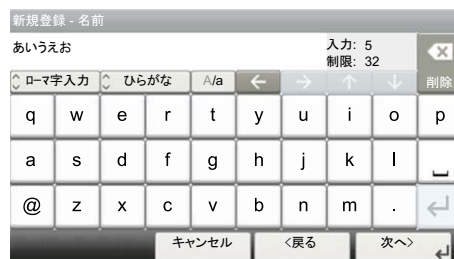 新規登録 - 名前
あいうえお
入力: 5
制限: 32
ローマ字入力 ひらがな A/a ← → ↑ ↓ 削除
q w e r t y u i o p
a s d f g h j k l
@ z x c v b n m .
キャンセル <戻る 次へ>